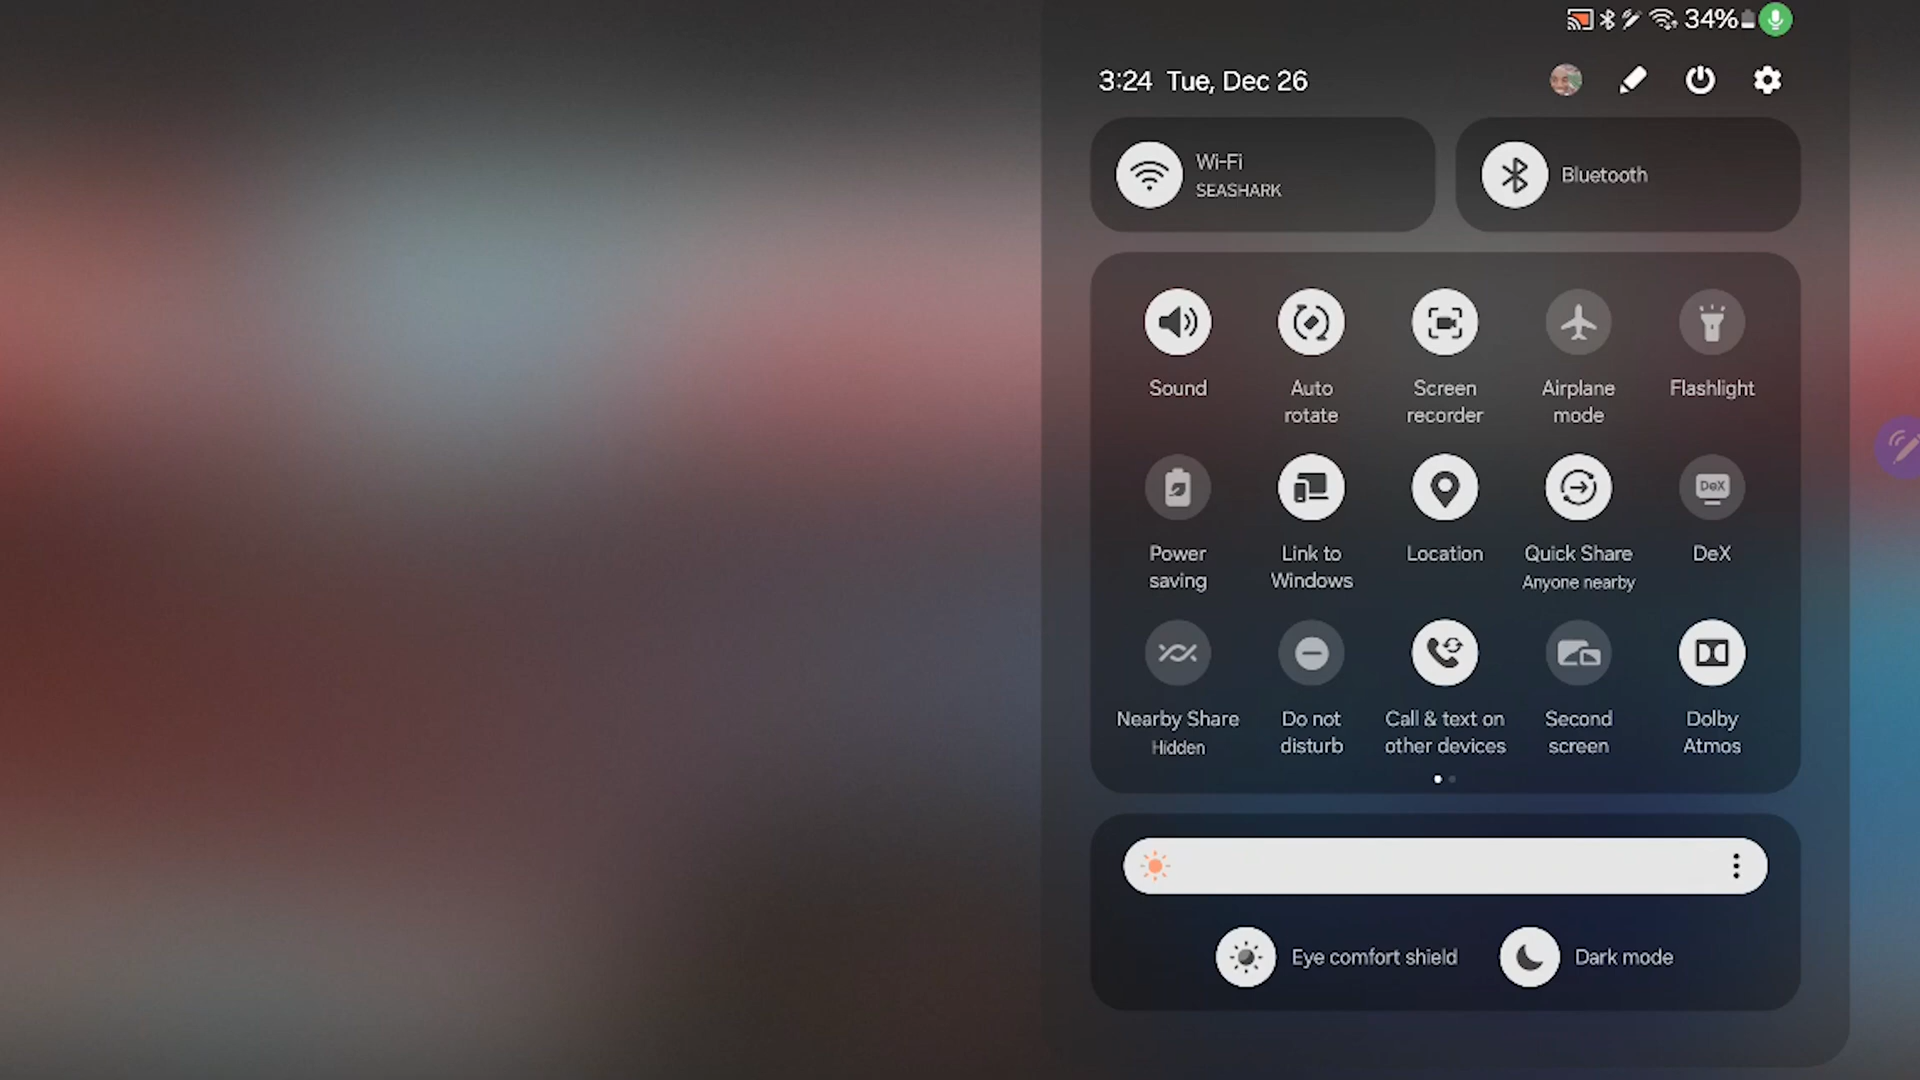 34%
3:24 Tue, Dec 26
Wi-Fi
SEASHARK
Bluetooth
Sound
Auto
rotate
Screen
recorder
Airplane
mode
Flashlight
Power
saving
Link to
Windows
Location
Quick Share
Anyone nearby
DeX
DeX
Nearby Share
Hidden
Do not
disturb
Call & text on
other devices
Second
screen
Dolby
Atmos
Eye comfort shield
Dark mode